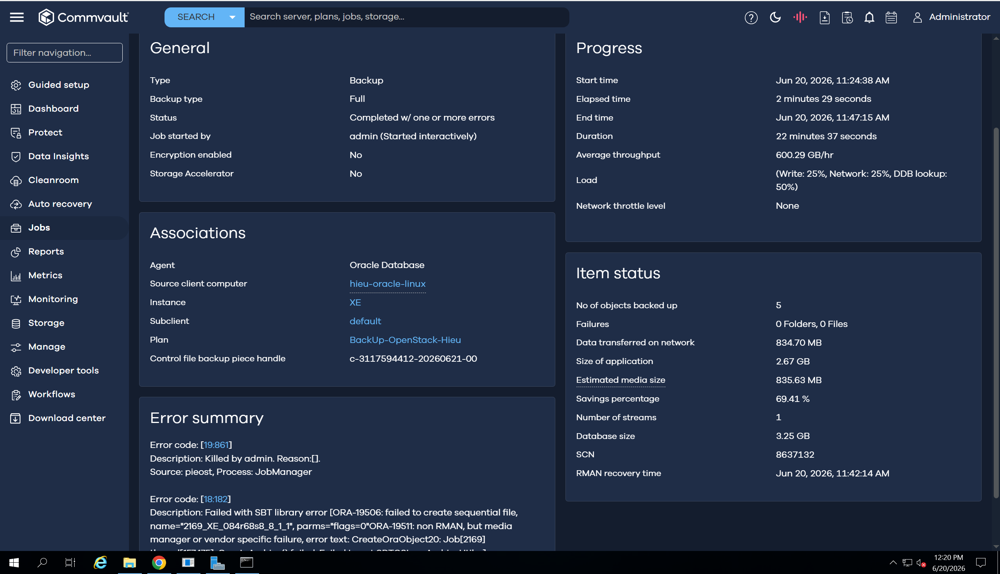 Commvault
SEARCH
Search server, plans, jobs, storage...
Administrator
Filter navigation...
Guided setup
Dashboard
Protect
Data Insights
Cleanroom
Auto recovery
Jobs
Reports
Metrics
Monitoring
Storage
Manage
Developer tools
Workflows
Download center
General
Type Backup
Backup type Full
Status Completed w/ one or more errors
Job started by admin (Started interactively)
Encryption enabled No
Storage Accelerator No
Associations
Agent Oracle Database
Source client computer hieu-oracle-linux
Instance XE
Subclient default
Plan BackUp-OpenStack-Hieu
Control file backup piece handle c-3117594412-20260621-00
Error summary
Error code: [19:861]
Description: Killed by admin. Reason:[].
Source: pieost, Process: JobManager
Error code: [18:182]
Description: Failed with SBT library error [ORA-19506: failed to create sequential file,
name="2169_XE_084r68s8_8_1_1", parms="flags=0"ORA-19511: non RMAN, but media
manager or vendor specific failure, error text: CreateOraObject20: Job[2169]
Progress
Start time Jun 20, 2026, 11:24:38 AM
Elapsed time 2 minutes 29 seconds
End time Jun 20, 2026, 11:47:15 AM
Duration 22 minutes 37 seconds
Average throughput 600.29 GB/hr
Load (Write: 25%, Network: 25%, DDB lookup:
50%)
Network throttle level None
Item status
No of objects backed up 5
Failures 0 Folders, 0 Files
Data transferred on network 834.70 MB
Size of application 2.67 GB
Estimated media size 835.63 MB
Savings percentage 69.41 %
Number of streams 1
Database size 3.25 GB
SCN 8637132
RMAN recovery time Jun 20, 2026, 11:42:14 AM
12:20 PM
6/20/2026